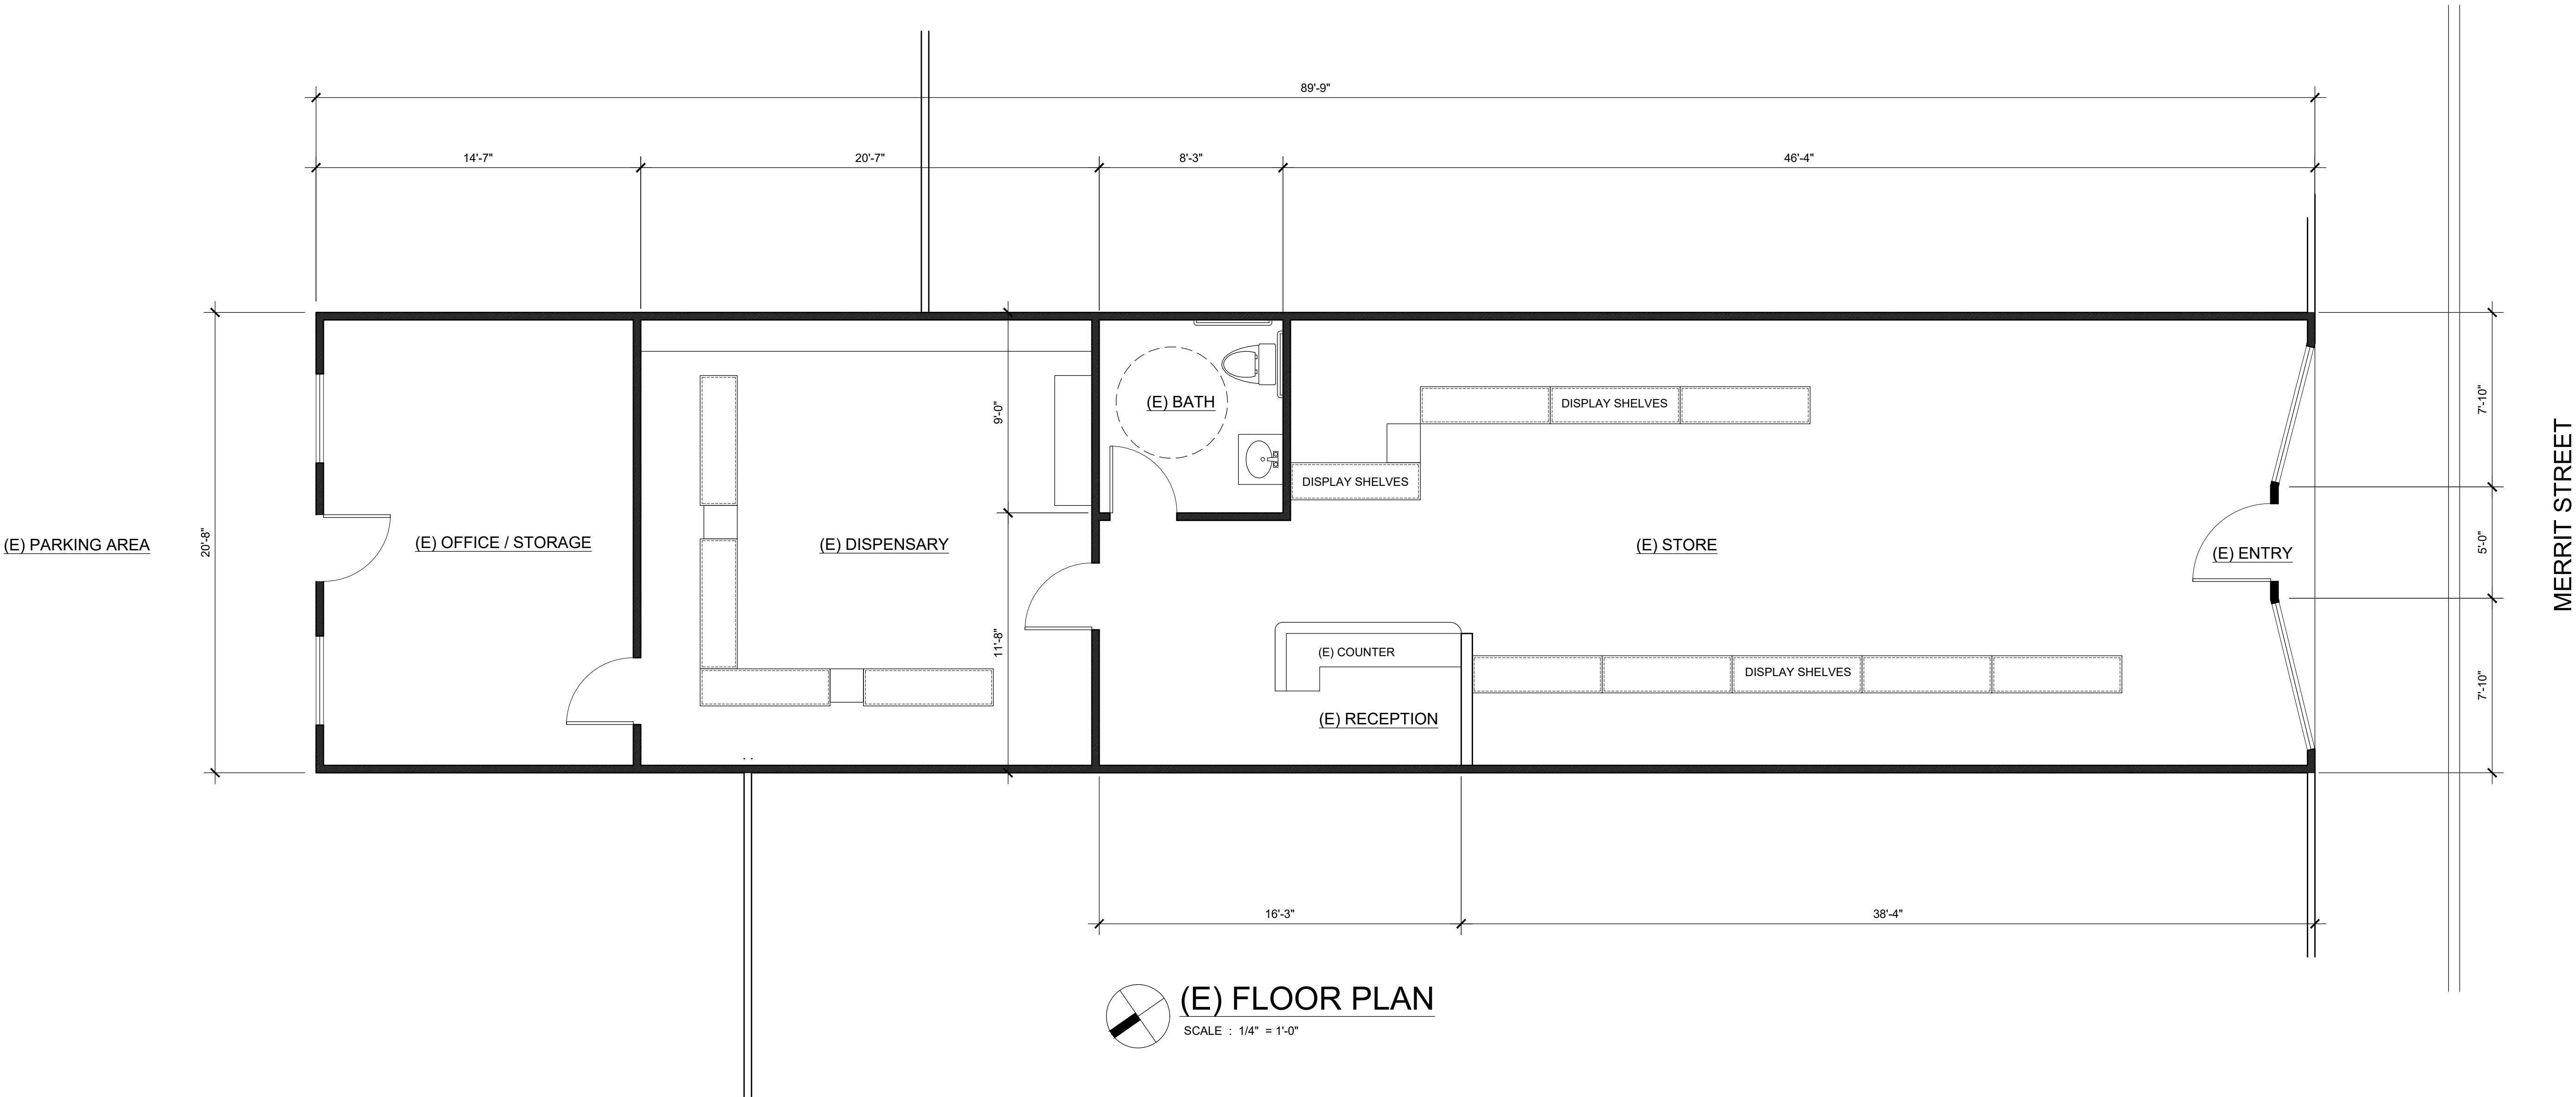 89'-9"
14'-7"
20'-7"
8'-3"
46'-4"
(E) BATH
9'-0"
DISPLAY SHELVES
7'-10"
DISPLAY SHELVES
(E) PARKING AREA
20'-8"
(E) OFFICE / STORAGE
(E) DISPENSARY
(E) STORE
(E) ENTRY
5'-0"
MERRIT STREET
11'-8"
(E) COUNTER
DISPLAY SHELVES
7'-10"
(E) RECEPTION
16'-3"
38'-4"
(E) FLOOR PLAN
SCALE : 1/4" = 1'-0"